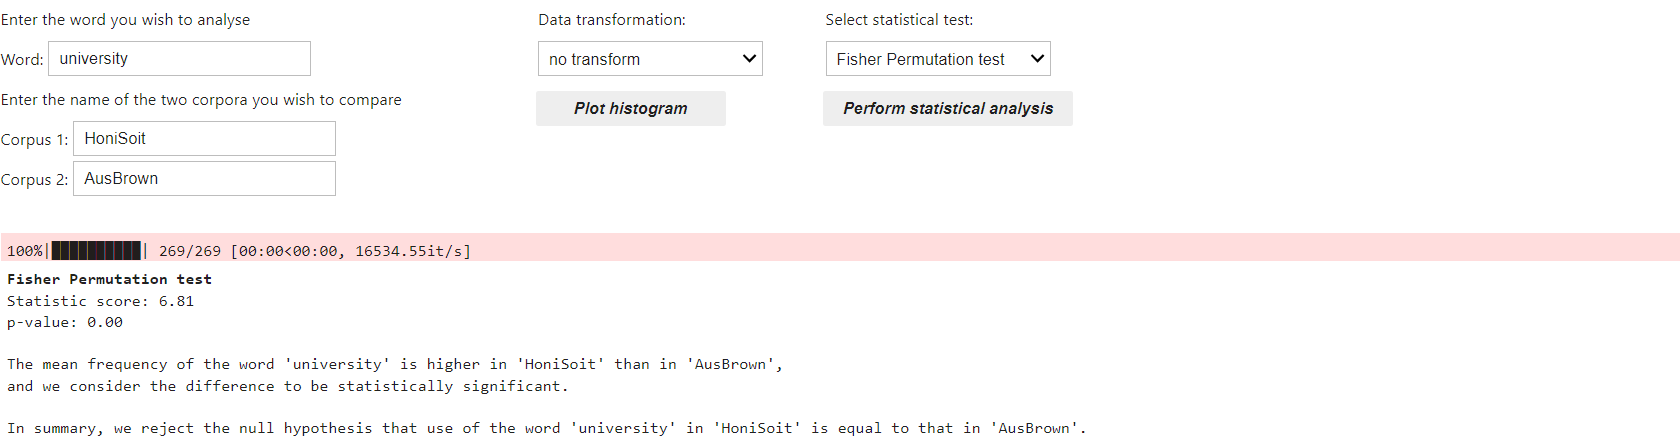 Enter the word you wish to analyse
Word: university
Enter the name of the two corpora you wish to compare
Corpus 1: HoniSoit
Corpus 2: AusBrown
Data transformation:
no transform
Plot histogram
Select statistical test:
Fisher Permutation test
Perform statistical analysis
100%|██████████| 269/269 [00:00<00:00, 16534.55it/s]
Fisher Permutation test
Statistic score: 6.81
p-value: 0.00
The mean frequency of the word 'university' is higher in 'HoniSoit' than in 'AusBrown',
and we consider the difference to be statistically significant.
In summary, we reject the null hypothesis that use of the word 'university' in 'HoniSoit' is equal to that in 'AusBrown'.